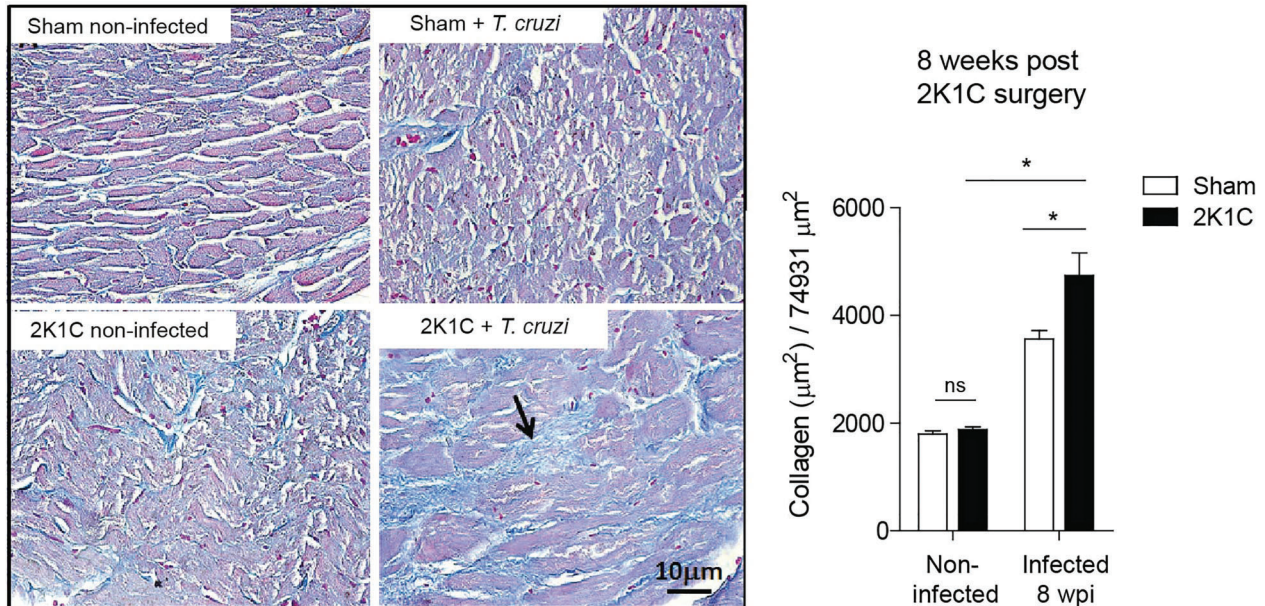 Sham non-infected
Sham + T. cruzi
2K1C non-infected
2K1C + T. cruzi
10µm
8 weeks post
2K1C surgery
*
*
ns
Sham
2K1C
Collagen (µm²) / 74931 µm²
6000
4000
2000
0
Non-
infected
Infected
8 wpi